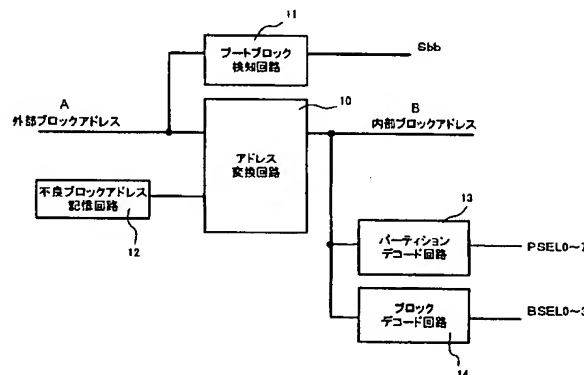 11
ブートブロック
検知回路
Sbb
A
外部ブロックアドレス
10
アドレス
変換回路
B
内部ブロックアドレス
不良ブロックアドレス
記憶回路
12
13
パーティション
デコード回路
PSEL0~7
ブロック
デコード回路
BSEL0~3
14